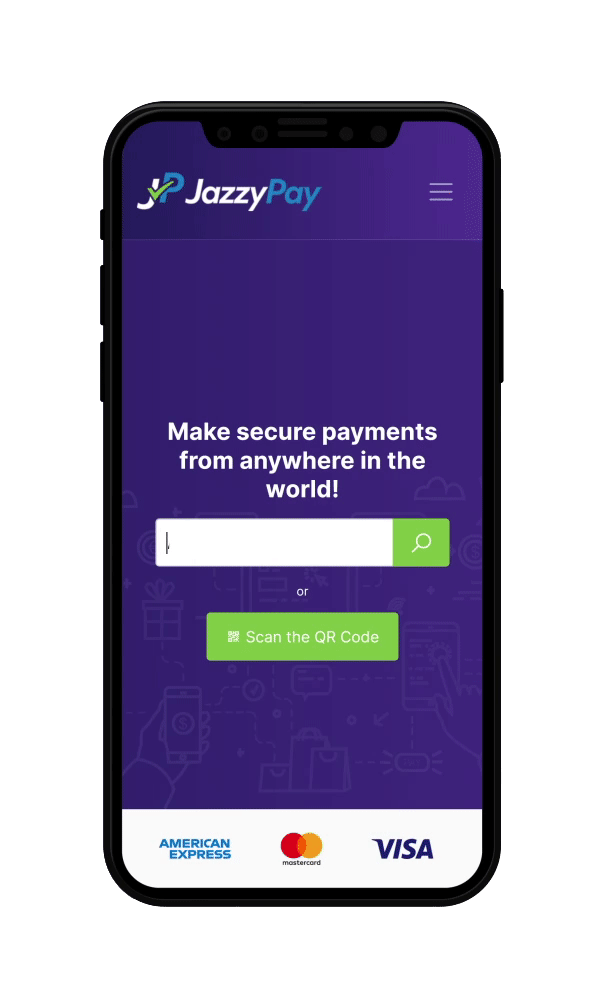 JP JazzyPay
Make secure payments
from anywhere in the
world!
or
Scan the QR Code
AMERICAN
EXPRESS
mastercard
VISA